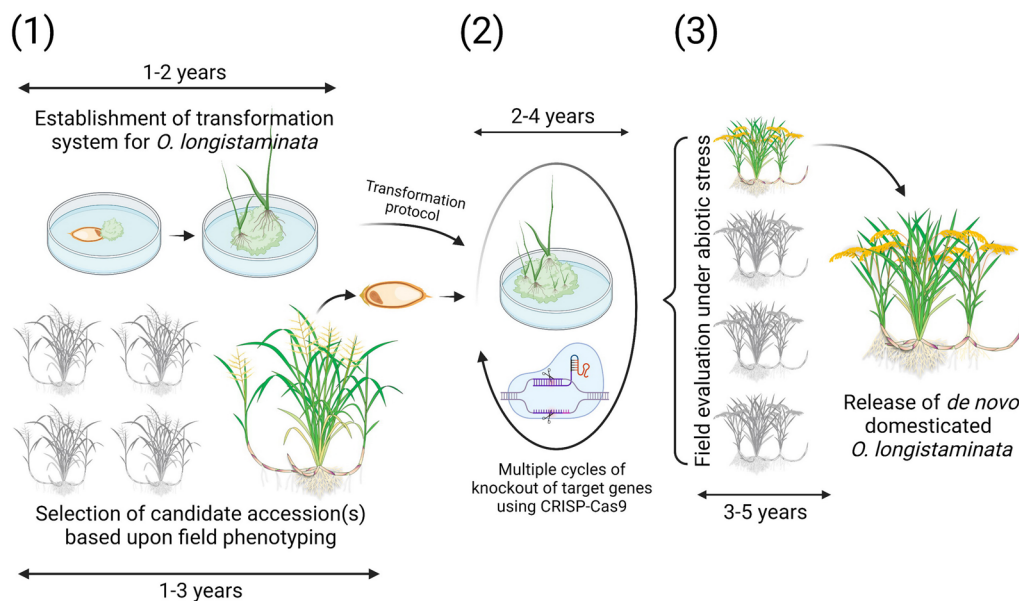 (1)
1-2 years
Establishment of transformation
system for O. longistaminata
Transformation
protocol
Selection of candidate accession(s)
based upon field phenotyping
1-3 years
(2)
2-4 years
Multiple cycles of
knockout of target genes
using CRISP-Cas9
(3)
Field evaluation under abiotic stress
3-5 years
Release of de novo
domesticated
O. longistaminata